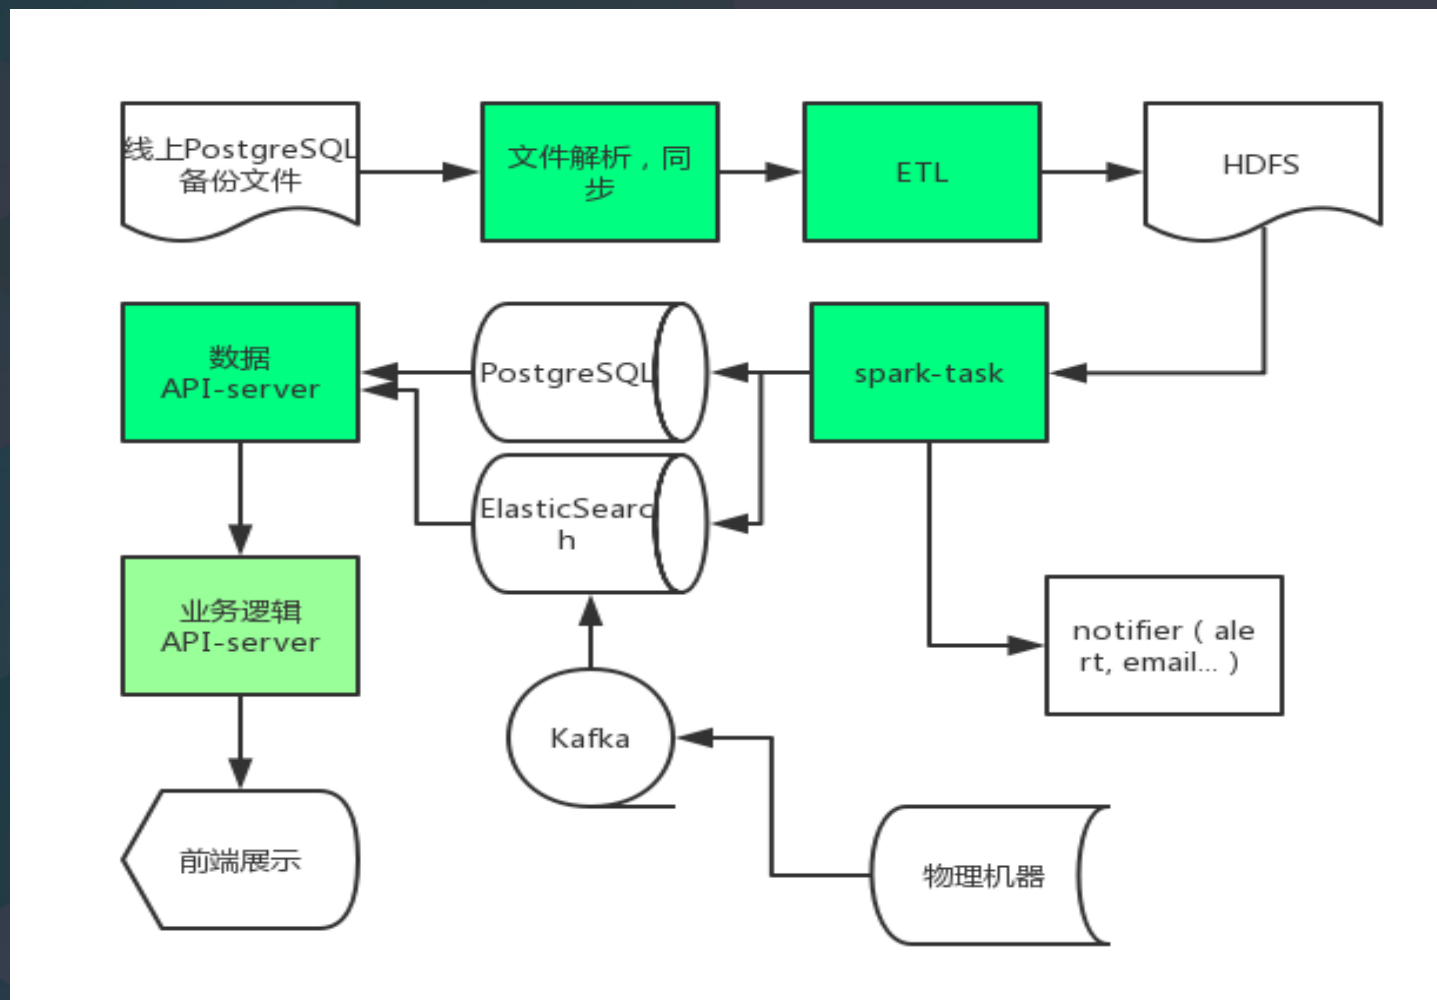 线上PostgreSQL
备份文件
文件解析，同
步
ETL
HDFS
数据
API-server
PostgreSQL
spark-task
ElasticSearc
h
业务逻辑
API-server
notifier（ale
rt, email...）
Kafka
前端展示
物理机器